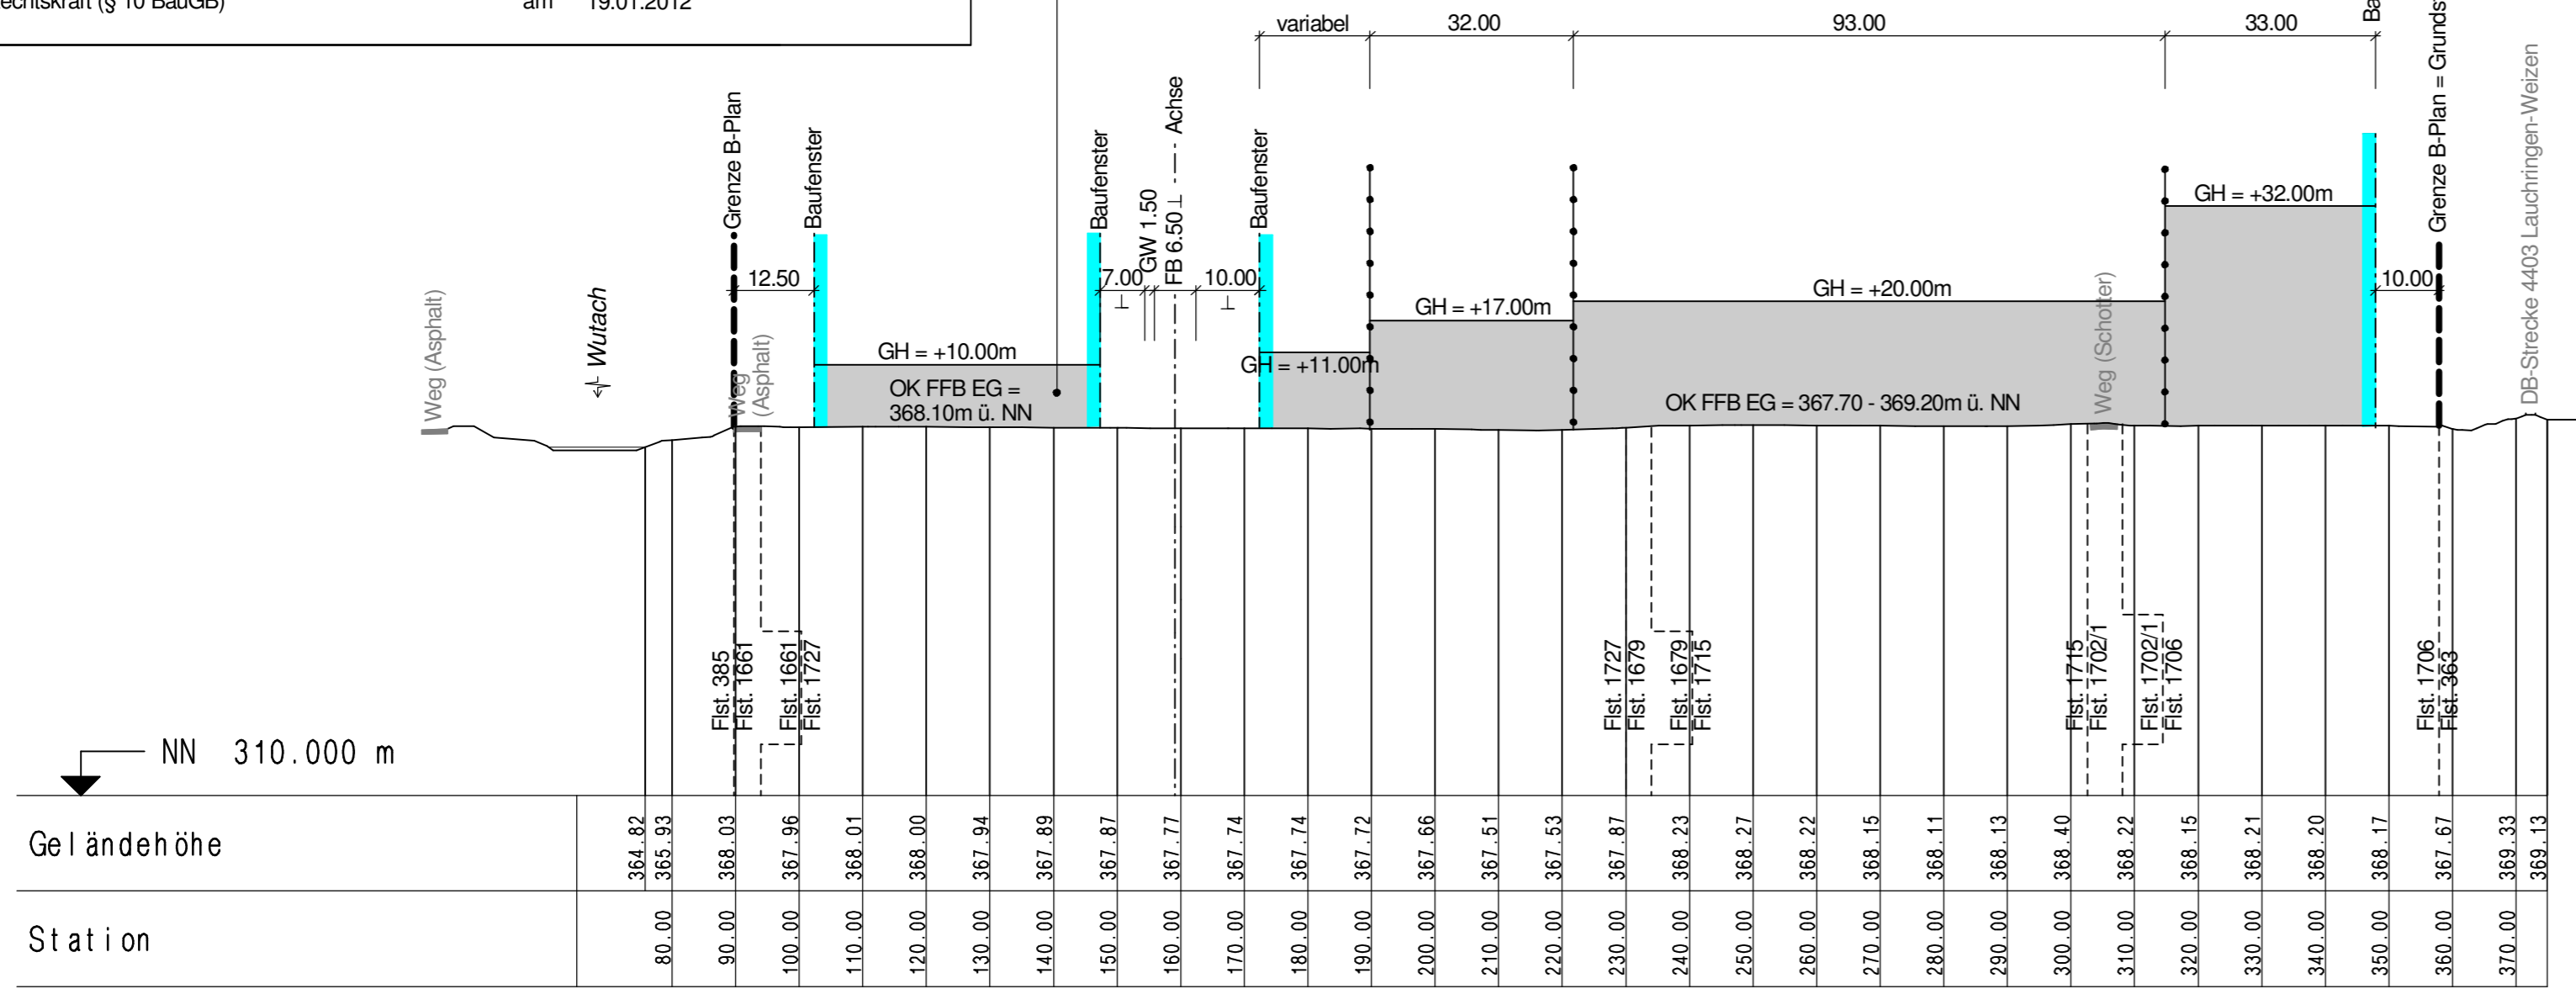 am 19.01.2012
variabel
32.00
93.00
33.00
Weg (Asphalt)
Wutach
Grenze B-Plan
Weg
(Asphalt)
12.50
Baufenster
GH = +10.00m
OK FFB EG =
368.10m ü. NN
Baufenster
7.00
⊥
GW 1.50
FB 6.50 ⊥
Achse
10.00
⊥
Baufenster
GH = +11.00m
GH = +17.00m
GH = +20.00m
OK FFB EG = 367.70 - 369.20m ü. NN
Weg (Schotter)
GH = +32.00m
10.00
Grenze B-Plan =
DB-Strecke 4403 Lauchringen-Weizen
Flst. 385
Flst. 1661
Flst. 1661
Flst. 1727
Flst. 1727
Flst. 1679
Flst. 1679
Flst. 1715
Flst. 1715
Flst. 1702/1
Flst. 1702/1
Flst. 1706
Flst. 1706
Flst. 363
NN 310.000 m
Geländehöhe
364.82 365.93 368.03 367.96 368.01 368.00 367.94 367.89 367.87 367.77 367.74 367.74 367.72 367.66 367.51 367.53 367.87 368.23 368.27 368.22 368.15 368.11 368.13 368.40 368.22 368.15 368.21 368.20 368.17 367.67 369.33 369.13
Station
80.00 90.00 100.00 110.00 120.00 130.00 140.00 150.00 160.00 170.00 180.00 190.00 200.00 210.00 220.00 230.00 240.00 250.00 260.00 270.00 280.00 290.00 300.00 310.00 320.00 330.00 340.00 350.00 360.00 370.00